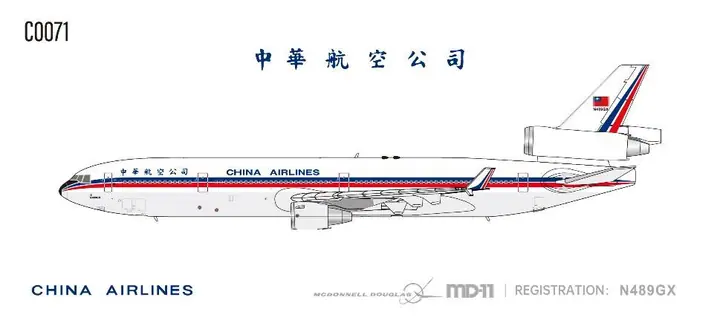 C0071
中華航空公司
N489GX
中華航空公司 CHINA AIRLINES
CHINA AIRLINES
MCDONNELL DOUGLAS MD-11 | REGISTRATION: N489GX